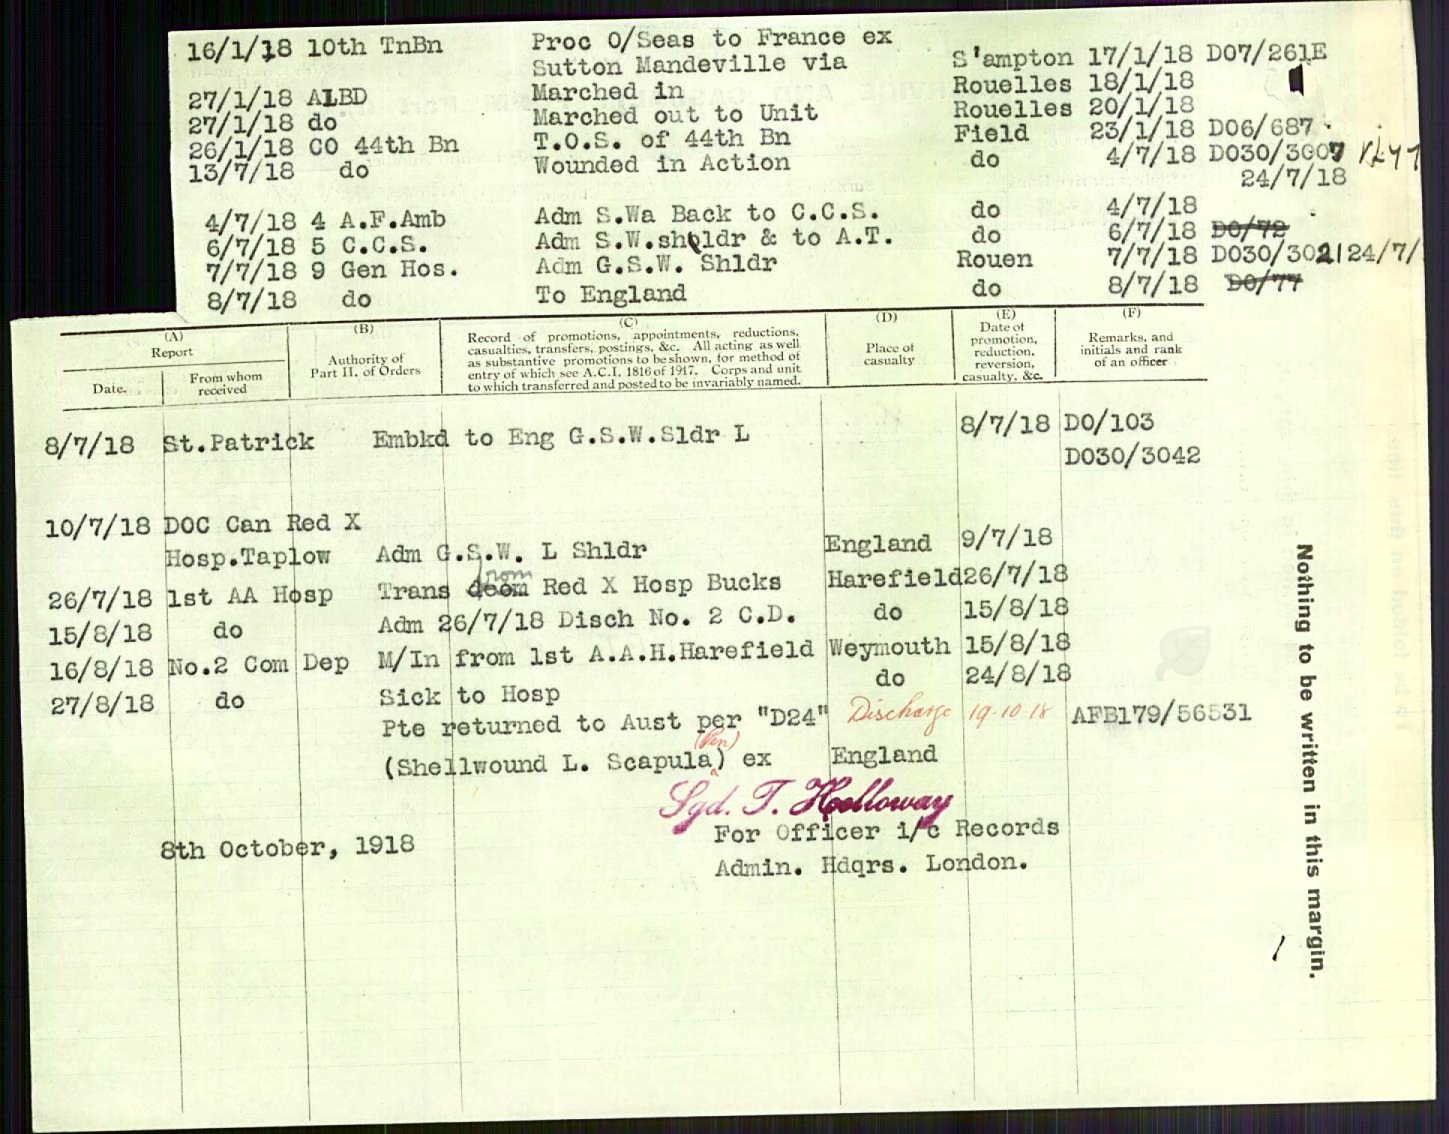 16/1/18 10th TnBn Proc O/Seas to France ex
Sutton Mandeville via S'ampton 17/1/18 DO7/261E
27/1/18 ALBD Marched in Rouelles 18/1/18
27/1/18 do Marched out to Unit Rouelles 20/1/18
26/1/18 CO 44th Bn T.O.S. of 44th Bn Field 23/1/18 DO6/687
13/7/18 do Wounded in Action do 4/7/18 DO30/3007
24/7/18
4/7/18 4 A.F.Amb Adm S.Wa Back to C.C.S. do 4/7/18
6/7/18 5 C.C.S. Adm S.W.sholdr & to A.T. do 6/7/18 DO/72
7/7/18 9 Gen Hos. Adm G.S.W. Shldr Rouen 7/7/18 DO30/3021 24/7/
8/7/18 do To England do 8/7/18 DO/77
(A) (B) (C) (D) (E) (F)
Report
Date. From whom received
Authority of Part II. of Orders
Record of promotions, appointments, reductions,
casualties, transfers, postings, &c. All acting as well
as substantive promotions to be shown, for method of
entry of which see A.C.I. 1816 of 1917. Corps and unit
to which transferred and posted to be invariably named.
Place of casualty
Date of promotion, reduction, reversion, casualty, &c.
Remarks, and initials and rank of an officer
8/7/18 St.Patrick Embkd to Eng G.S.W.Sldr L 8/7/18 DO/103
DO30/3042
10/7/18 DOC Can Red X
Hosp.Taplow Adm G.S.W. L Shldr England 9/7/18
26/7/18 1st AA Hosp Trans from Red X Hosp Bucks Harefield 26/7/18
15/8/18 do Adm 26/7/18 Disch No. 2 C.D. do 15/8/18
16/8/18 No.2 Com Dep M/In from 1st A.A.H.Harefield Weymouth 15/8/18
27/8/18 do Sick to Hosp do 24/8/18
Pte returned to Aust per "D24" Discharge 19-10-18 AFB179/56531
(Pen)
(Shellwound L. Scapula) ex England
Sgd. T. Holloway
8th October, 1918 For Officer i/c Records
Admin. Hdqrs. London.
Nothing to be written in this margin.